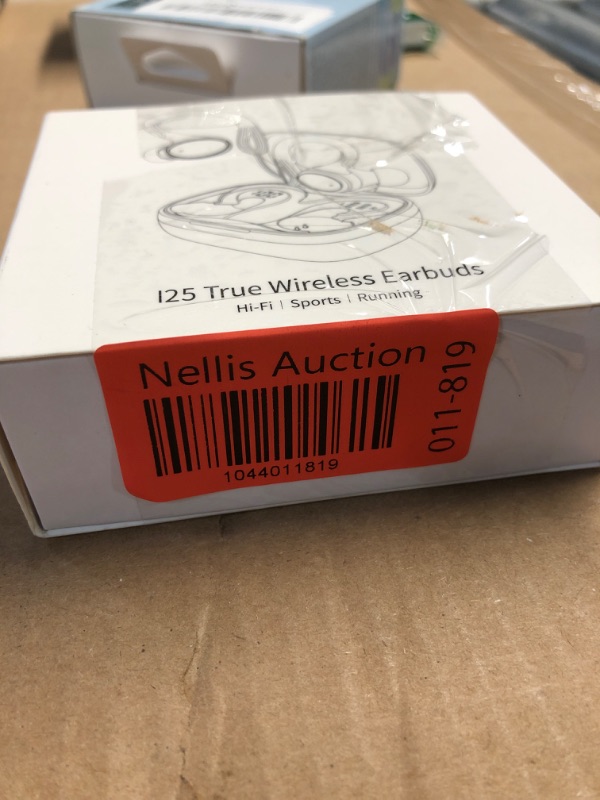 I25 True Wireless Earbuds
Hi-Fi | Sports | Running
Nellis Auction
1044011819
011-819